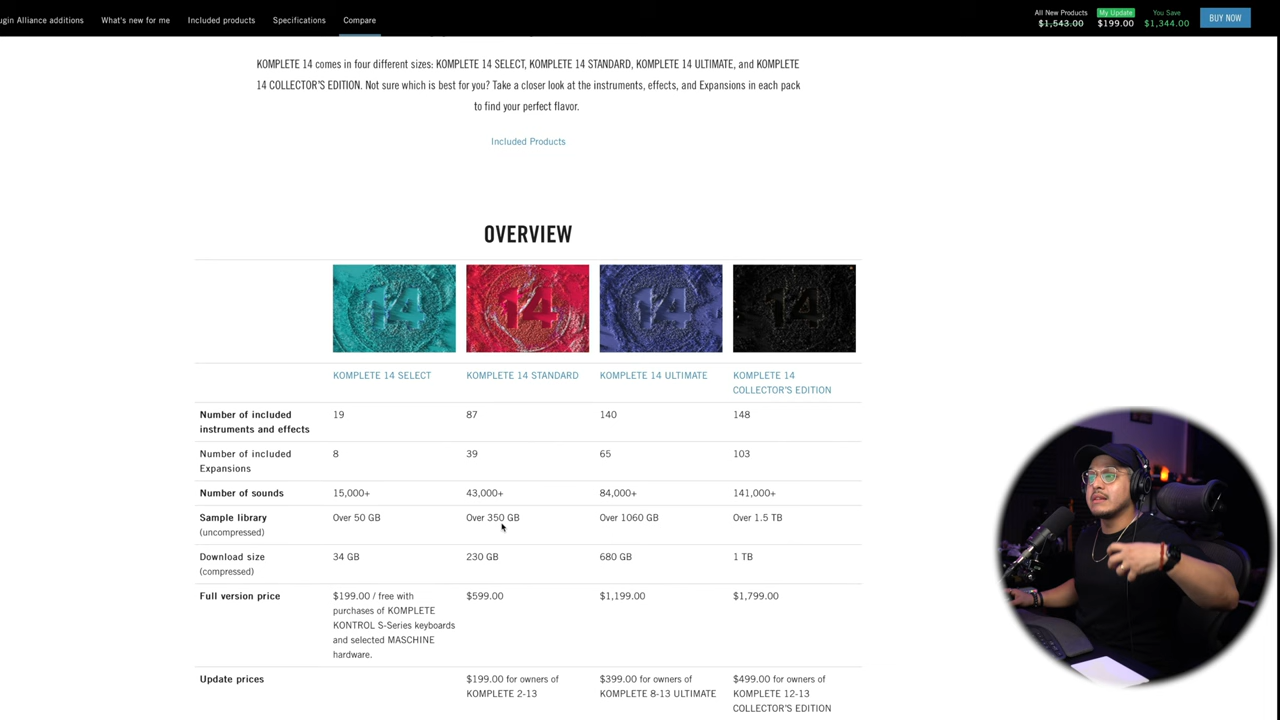 ugin Alliance additions What's new for me Included products Specifications Compare
All New Products My Update You Save
$1,543.00 $199.00 $1,344.00 BUY NOW
KOMPLETE 14 comes in four different sizes: KOMPLETE 14 SELECT, KOMPLETE 14 STANDARD, KOMPLETE 14 ULTIMATE, and KOMPLETE
14 COLLECTOR'S EDITION. Not sure which is best for you? Take a closer look at the instruments, effects, and Expansions in each pack
to find your perfect flavor.
Included Products
OVERVIEW
14 14 14 14
KOMPLETE 14 SELECT KOMPLETE 14 STANDARD KOMPLETE 14 ULTIMATE KOMPLETE 14
COLLECTOR'S EDITION
Number of included 19 87 140 148
instruments and effects
Number of included 8 39 65 103
Expansions
Number of sounds 15,000+ 43,000+ 84,000+ 141,000+
Sample library Over 50 GB Over 350 GB Over 1060 GB Over 1.5 TB
(uncompressed)
Download size 34 GB 230 GB 680 GB 1 TB
(compressed)
Full version price $199.00 / free with $599.00 $1,199.00 $1,799.00
purchases of KOMPLETE
KONTROL S-Series keyboards
and selected MASCHINE
hardware.
Update prices $199.00 for owners of $399.00 for owners of $499.00 for owners of
KOMPLETE 2-13 KOMPLETE 8-13 ULTIMATE KOMPLETE 12-13
COLLECTOR'S EDITION